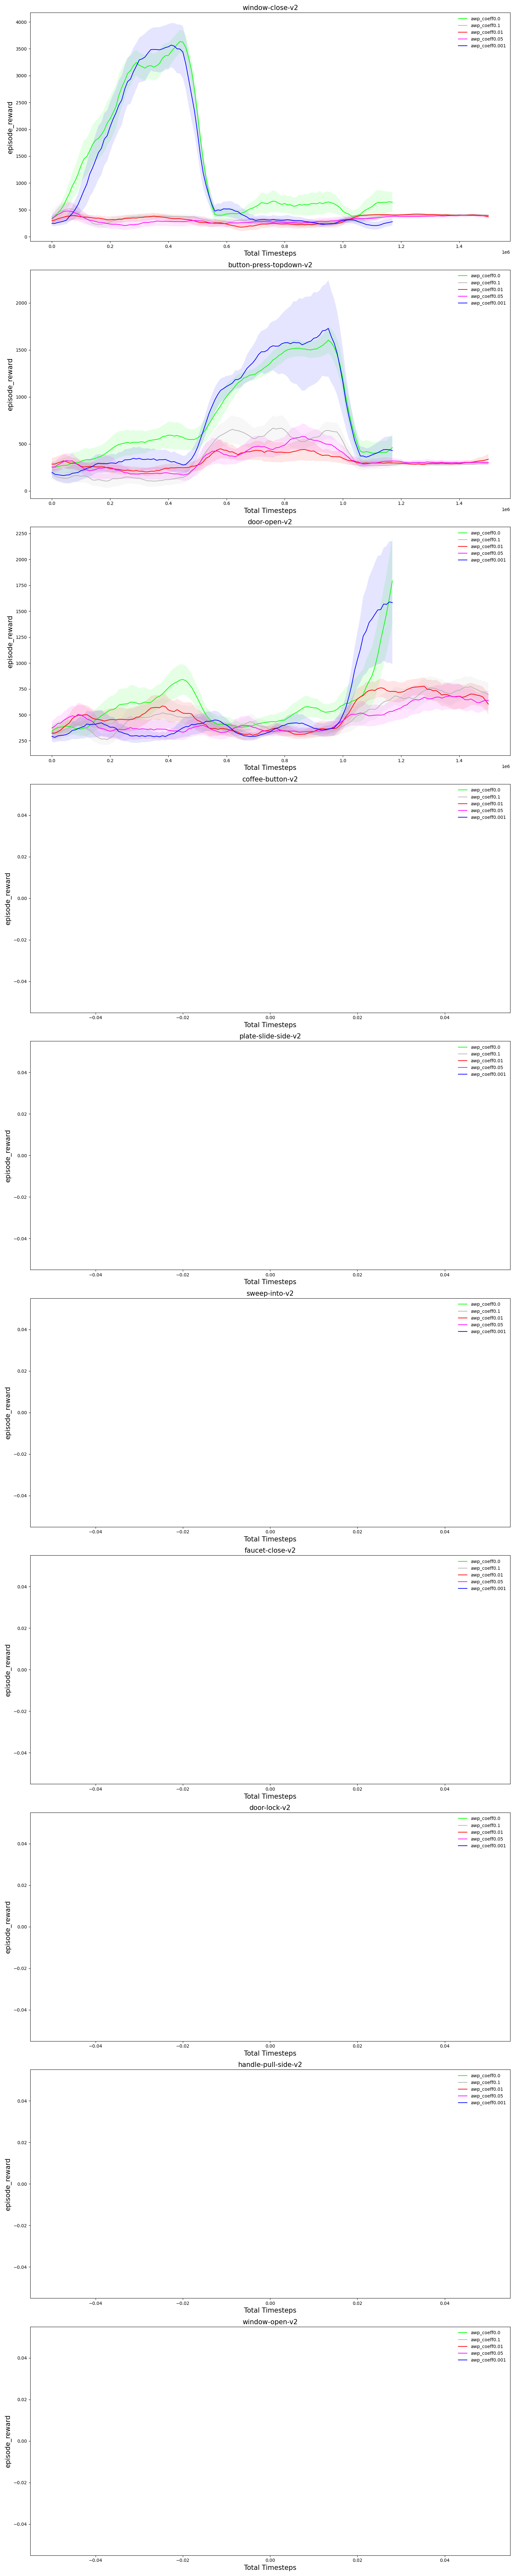 window-close-v2
awp_coeff0.0
awp_coeff0.1
awp_coeff0.01
awp_coeff0.05
awp_coeff0.001
4000
3500
3000
2500
2000
1500
1000
500
0
episode_reward
0.0 0.2 0.4 0.6 0.8 1.0 1.2 1.4
1e6
Total Timesteps
button-press-topdown-v2
awp_coeff0.0
awp_coeff0.1
awp_coeff0.01
awp_coeff0.05
awp_coeff0.001
2000
1500
1000
500
0
episode_reward
0.0 0.2 0.4 0.6 0.8 1.0 1.2 1.4
1e6
Total Timesteps
door-open-v2
awp_coeff0.0
awp_coeff0.1
awp_coeff0.01
awp_coeff0.05
awp_coeff0.001
2250
2000
1750
1500
1250
1000
750
500
250
episode_reward
0.0 0.2 0.4 0.6 0.8 1.0 1.2 1.4
1e6
Total Timesteps
coffee-button-v2
awp_coeff0.0
awp_coeff0.1
awp_coeff0.01
awp_coeff0.05
awp_coeff0.001
0.04
0.02
0.00
−0.02
−0.04
episode_reward
−0.04 −0.02 0.00 0.02 0.04
Total Timesteps
plate-slide-side-v2
awp_coeff0.0
awp_coeff0.1
awp_coeff0.01
awp_coeff0.05
awp_coeff0.001
0.04
0.02
0.00
−0.02
−0.04
episode_reward
−0.04 −0.02 0.00 0.02 0.04
Total Timesteps
sweep-into-v2
awp_coeff0.0
awp_coeff0.1
awp_coeff0.01
awp_coeff0.05
awp_coeff0.001
0.04
0.02
0.00
−0.02
−0.04
episode_reward
−0.04 −0.02 0.00 0.02 0.04
Total Timesteps
faucet-close-v2
awp_coeff0.0
awp_coeff0.1
awp_coeff0.01
awp_coeff0.05
awp_coeff0.001
0.04
0.02
0.00
−0.02
−0.04
episode_reward
−0.04 −0.02 0.00 0.02 0.04
Total Timesteps
door-lock-v2
awp_coeff0.0
awp_coeff0.1
awp_coeff0.01
awp_coeff0.05
awp_coeff0.001
0.04
0.02
0.00
−0.02
−0.04
episode_reward
−0.04 −0.02 0.00 0.02 0.04
Total Timesteps
handle-pull-side-v2
awp_coeff0.0
awp_coeff0.1
awp_coeff0.01
awp_coeff0.05
awp_coeff0.001
0.04
0.02
0.00
−0.02
−0.04
episode_reward
−0.04 −0.02 0.00 0.02 0.04
Total Timesteps
window-open-v2
awp_coeff0.0
awp_coeff0.1
awp_coeff0.01
awp_coeff0.05
awp_coeff0.001
0.04
0.02
0.00
−0.02
−0.04
episode_reward
−0.04 −0.02 0.00 0.02 0.04
Total Timesteps